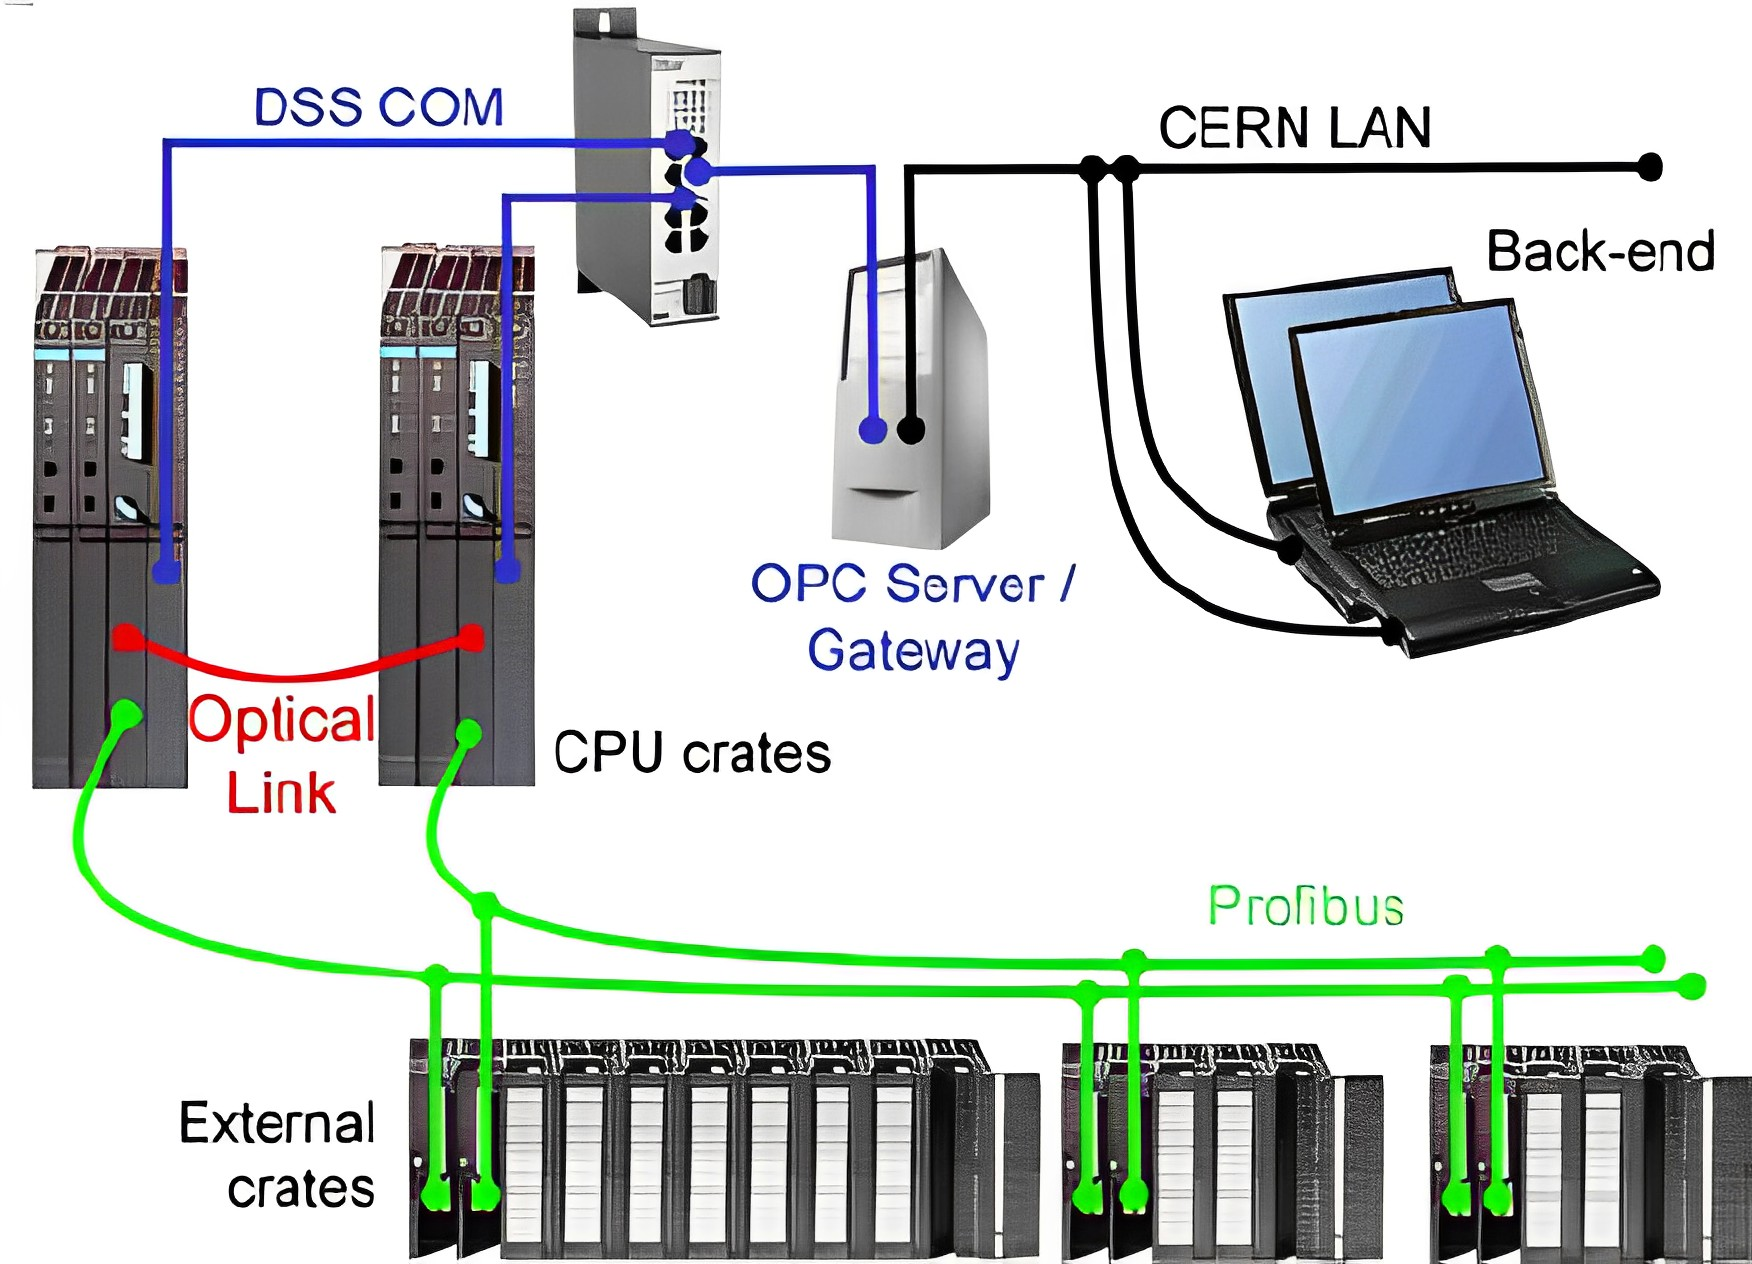 DSS COM
CERN LAN
Back-end
OPC Server /
Gateway
Optical
Link
CPU crates
Profibus
External
crates